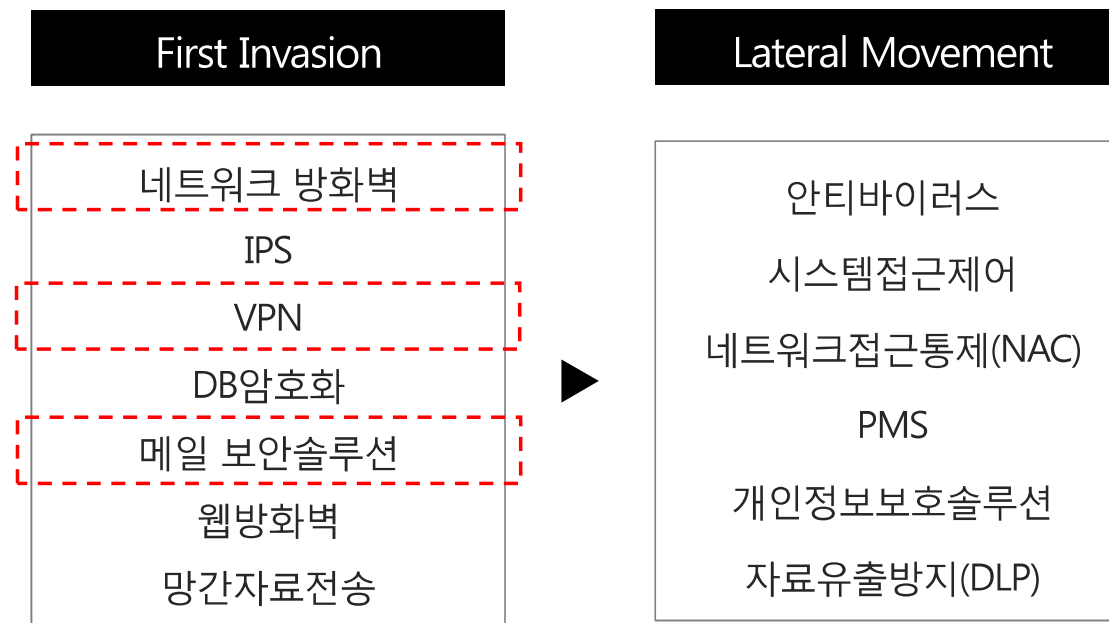 First Invasion
네트워크 방화벽
IPS
VPN
DB암호화
메일 보안솔루션
웹방화벽
망간자료전송
Lateral Movement
안티바이러스
시스템접근제어
네트워크접근통제(NAC)
PMS
개인정보보호솔루션
자료유출방지(DLP)